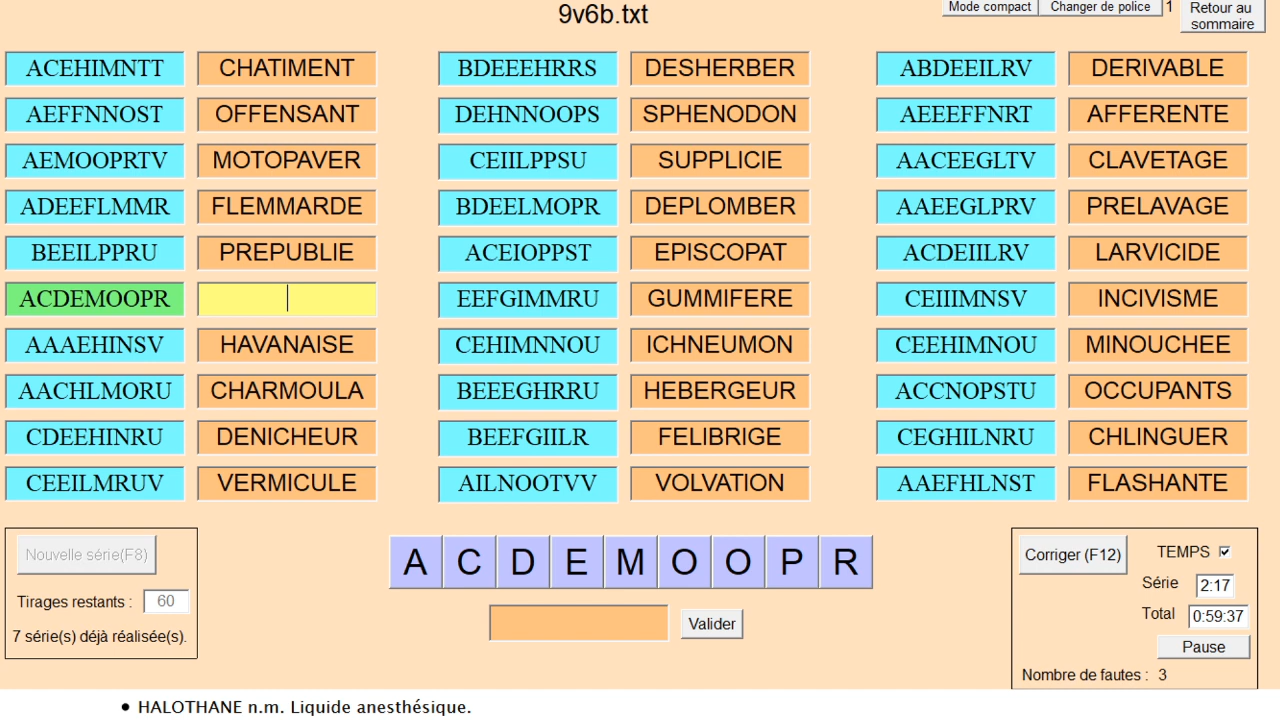 9v6b.txt
Mode compact Changer de police 1 Retour au sommaire
ACEHIMNTT CHATIMENT BDEEEHRRS DESHERBER ABDEEILRV DERIVABLE
AEFFNNOST OFFENSANT DEHNNOOPS SPHENODON AEEEFFNRT AFFERENTE
AEMOOPRTV MOTOPAVER CEIILPPSU SUPPLICIE AACEEGLTV CLAVETAGE
ADEEFLMMR FLEMMARDE BDEELMOPR DEPLOMBER AAEEGLPRV PRELAVAGE
BEEILPPRU PREPUBLIE ACEIOPPST EPISCOPAT ACDEIILRV LARVICIDE
ACDEMOOPR EEFGIMMRU GUMMIFERE CEIIIMNSV INCIVISME
AAAEHINSV HAVANAISE CEHIMNNOU ICHNEUMON CEEHIMNOU MINOUCHEE
AACHLMORU CHARMOULA BEEEGHRRU HEBERGEUR ACCNOPSTU OCCUPANTS
CDEEHINRU DENICHEUR BEEFGIILR FELIBRIGE CEGHILNRU CHLINGUER
CEEILMRUV VERMICULE AILNOOTVV VOLVATION AAEFHLNST FLASHANTE
Nouvelle série(F8)
Tirages restants : 60
7 série(s) déjà réalisée(s).
A C D E M O O P R
Valider
Corriger (F12) TEMPS
Série 2:17
Total 0:59:37
Pause
Nombre de fautes : 3
• HALOTHANE n.m. Liquide anesthésique.